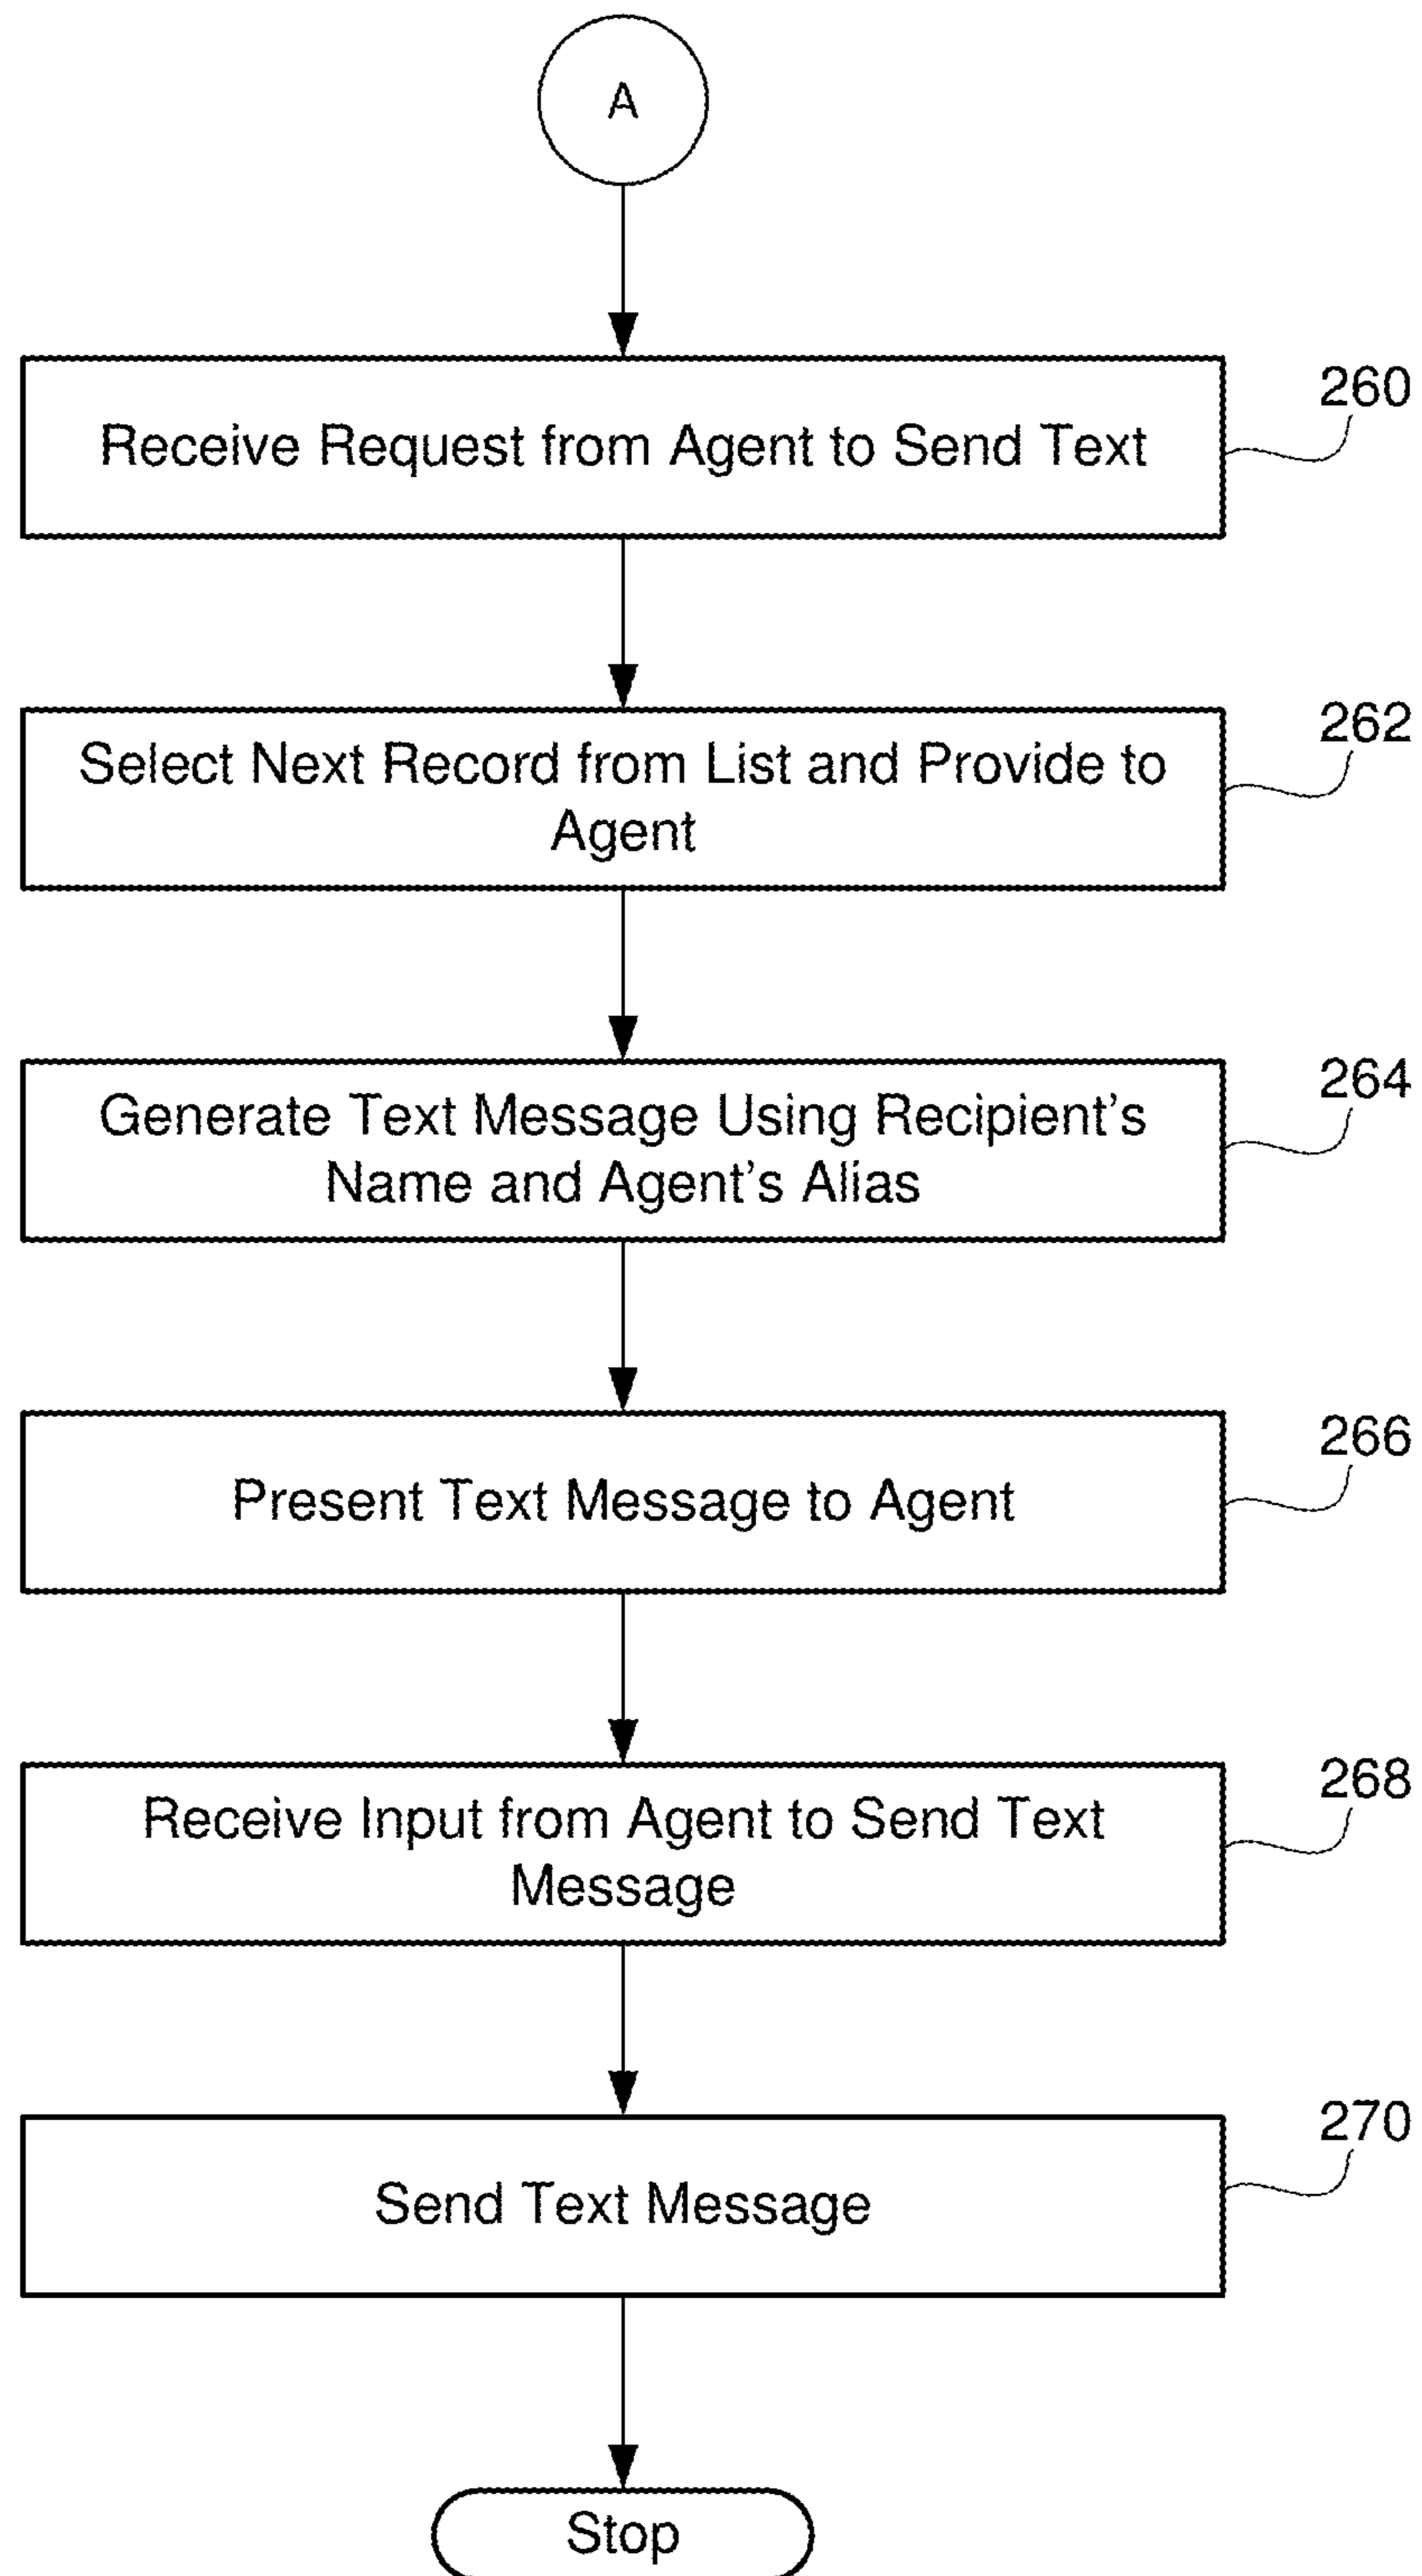 A
Receive Request from Agent to Send Text
260
Select Next Record from List and Provide to
Agent
262
Generate Text Message Using Recipient’s
Name and Agent’s Alias
264
Present Text Message to Agent
266
Receive Input from Agent to Send Text
Message
268
Send Text Message
270
Stop